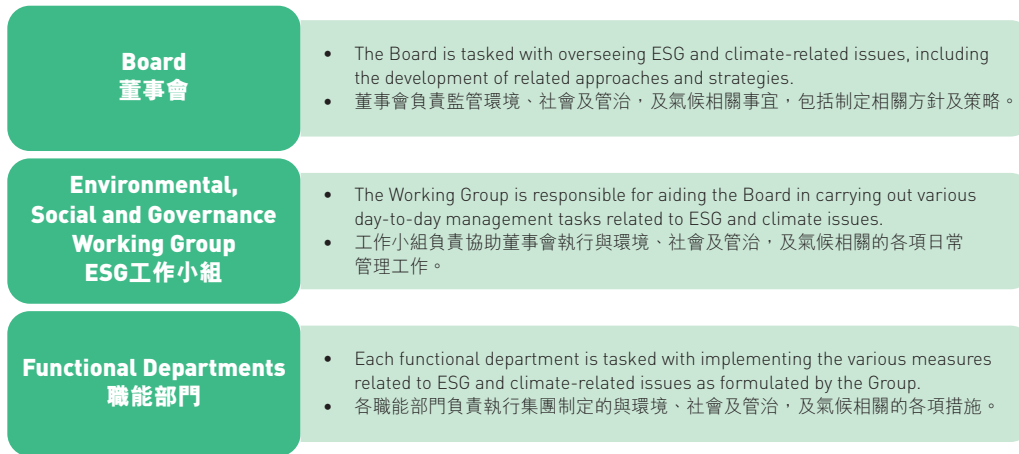 Board
董事會
• The Board is tasked with overseeing ESG and climate-related issues, including
the development of related approaches and strategies.
• 董事會負責監管環境、社會及管治，及氣候相關事宜，包括制定相關方針及策略。
Environmental,
Social and Governance
Working Group
ESG工作小組
• The Working Group is responsible for aiding the Board in carrying out various
day-to-day management tasks related to ESG and climate issues.
• 工作小組負責協助董事會執行與環境、社會及管治，及氣候相關的各項日常
管理工作。
Functional Departments
職能部門
• Each functional department is tasked with implementing the various measures
related to ESG and climate-related issues as formulated by the Group.
• 各職能部門負責執行集團制定的與環境、社會及管治，及氣候相關的各項措施。